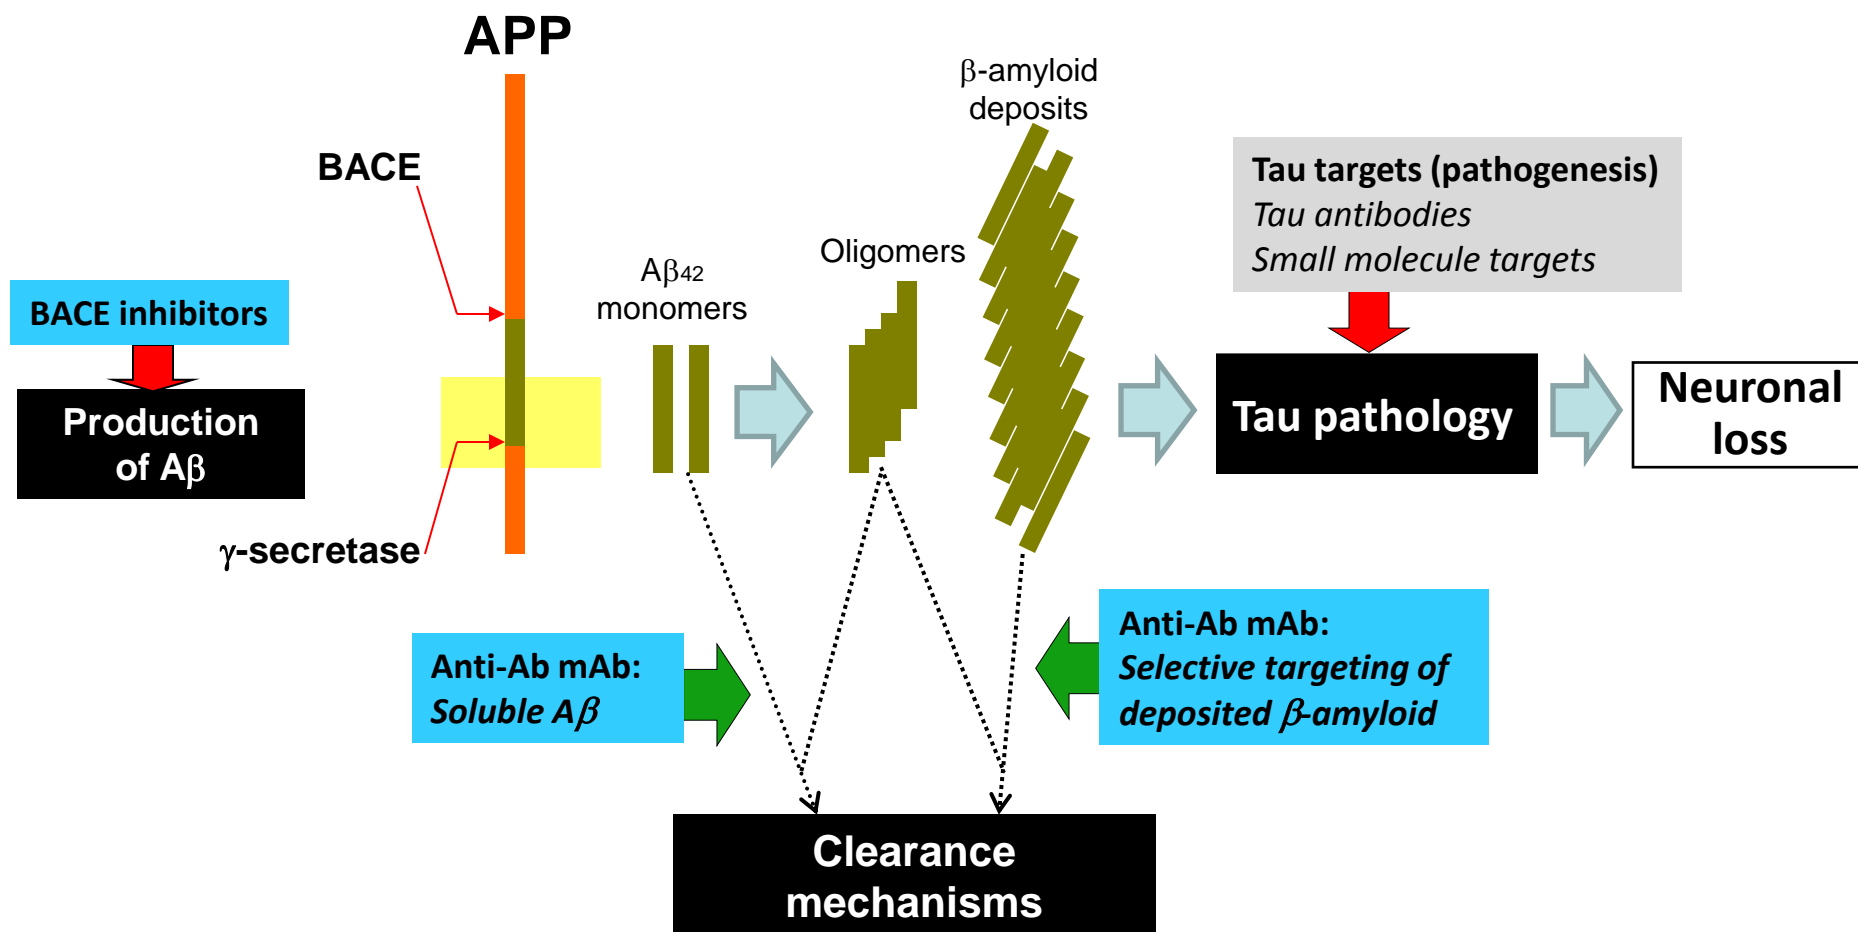 APP
β-amyloid
deposits
BACE
Tau targets (pathogenesis)
Tau antibodies
Small molecule targets
Oligomers
Aβ42
monomers
BACE inhibitors
Production
of Aβ
Tau pathology
Neuronal
loss
γ-secretase
Anti-Ab mAb:
Soluble Aβ
Anti-Ab mAb:
Selective targeting of
deposited β-amyloid
Clearance
mechanisms